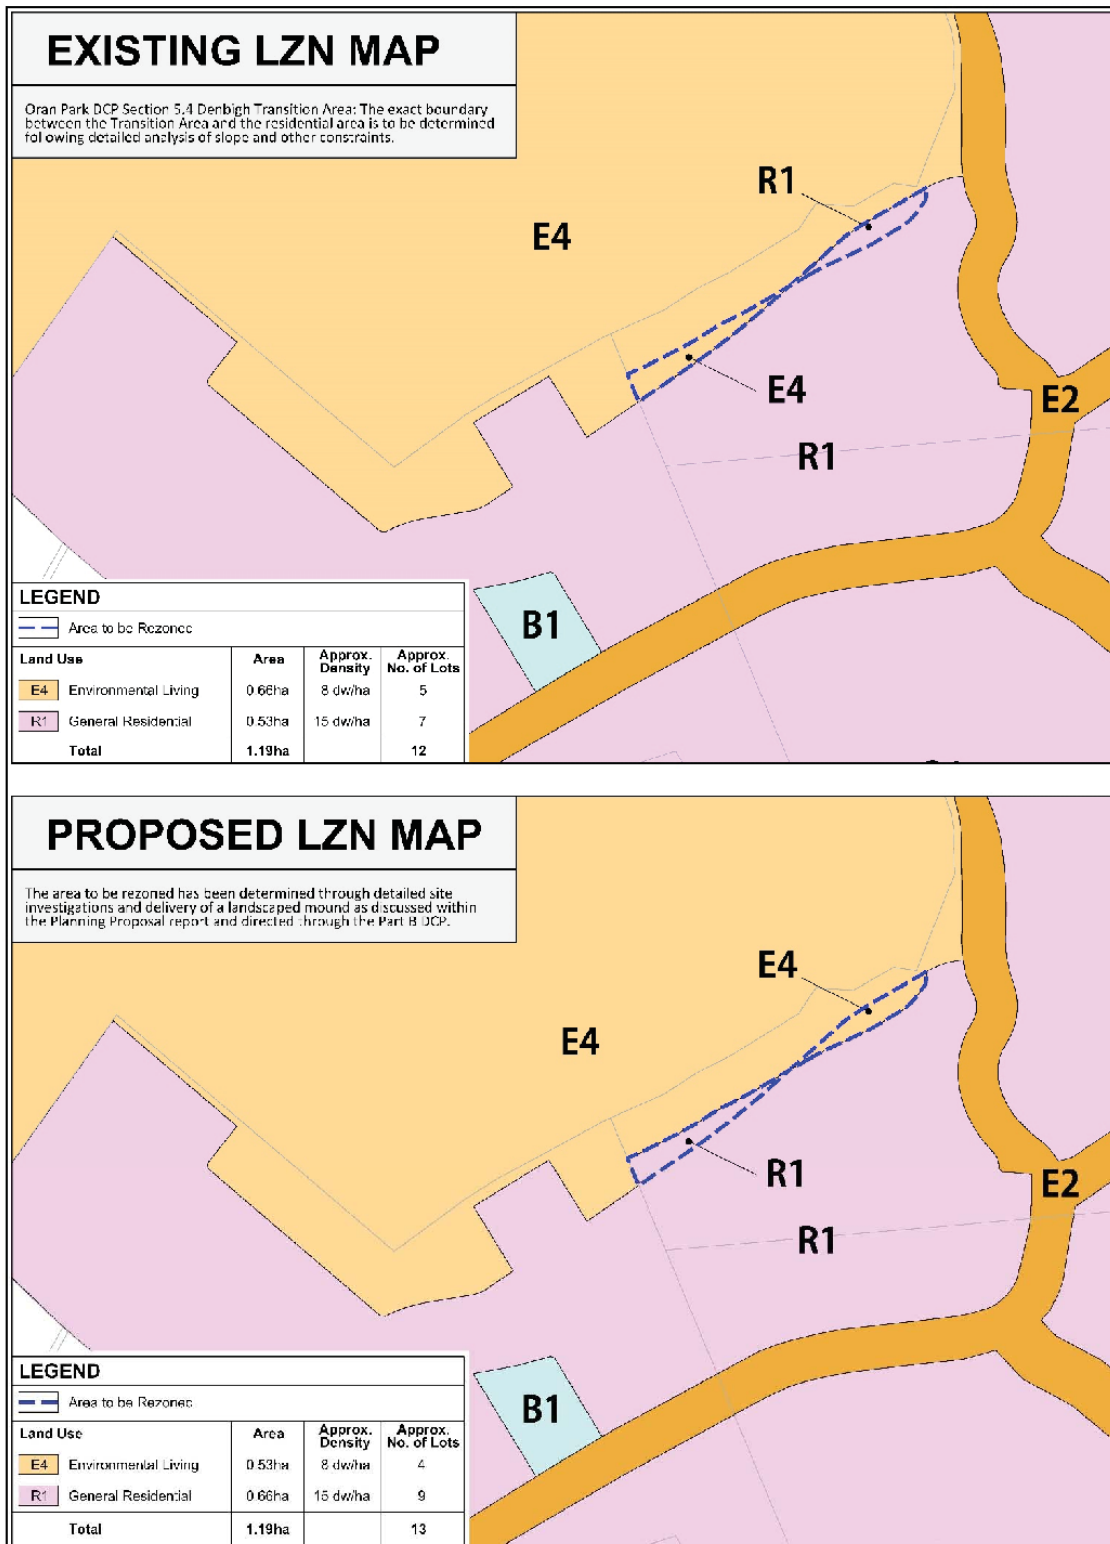 EXISTING LZN MAP
Oran Park DCP Section 5.4 Denbigh Transition Area: The exact boundary
between the Transition Area and the residential area is to be determined
fol owing detailed analysis of slope and other constraints.
R1
E4
E4
E2
R1
B1
LEGEND
Area to be Rezoned
Land Use Area Approx. Density Approx. No. of Lots
E4 Environmental Living 0.66ha 8 dw/ha 5
R1 General Residential 0.53ha 15 dw/ha 7
Total 1.19ha 12
PROPOSED LZN MAP
The area to be rezoned has been determined through detailed site
investigations and delivery of a landscaped mound as discussed within
the Planning Proposal report and directed through the Part B DCP.
E4
E4
R1
E2
R1
B1
LEGEND
Area to be Rezoned
Land Use Area Approx. Density Approx. No. of Lots
E4 Environmental Living 0.53ha 8 dw/ha 4
R1 General Residential 0.66ha 15 dw/ha 9
Total 1.19ha 13